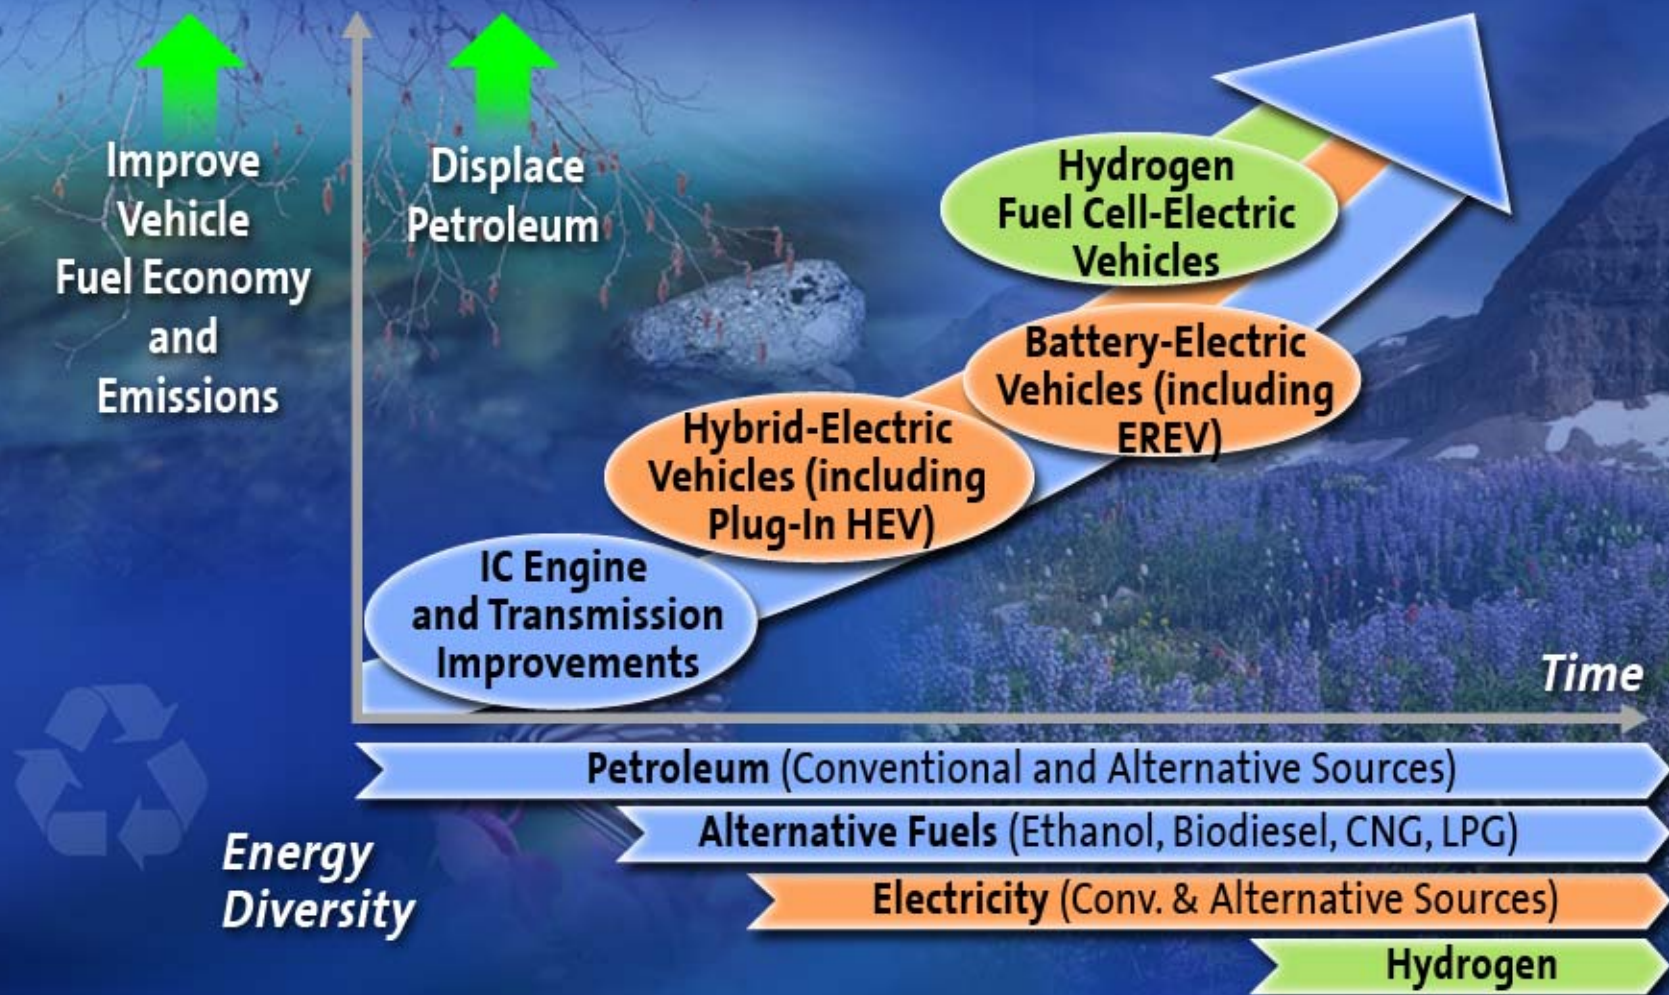 Improve
Vehicle
Fuel Economy
and
Emissions
Displace
Petroleum
Hydrogen
Fuel Cell-Electric
Vehicles
Battery-Electric
Vehicles (including
EREV)
Hybrid-Electric
Vehicles (including
Plug-In HEV)
IC Engine
and Transmission
Improvements
Time
Energy
Diversity
Petroleum (Conventional and Alternative Sources)
Alternative Fuels (Ethanol, Biodiesel, CNG, LPG)
Electricity (Conv. & Alternative Sources)
Hydrogen